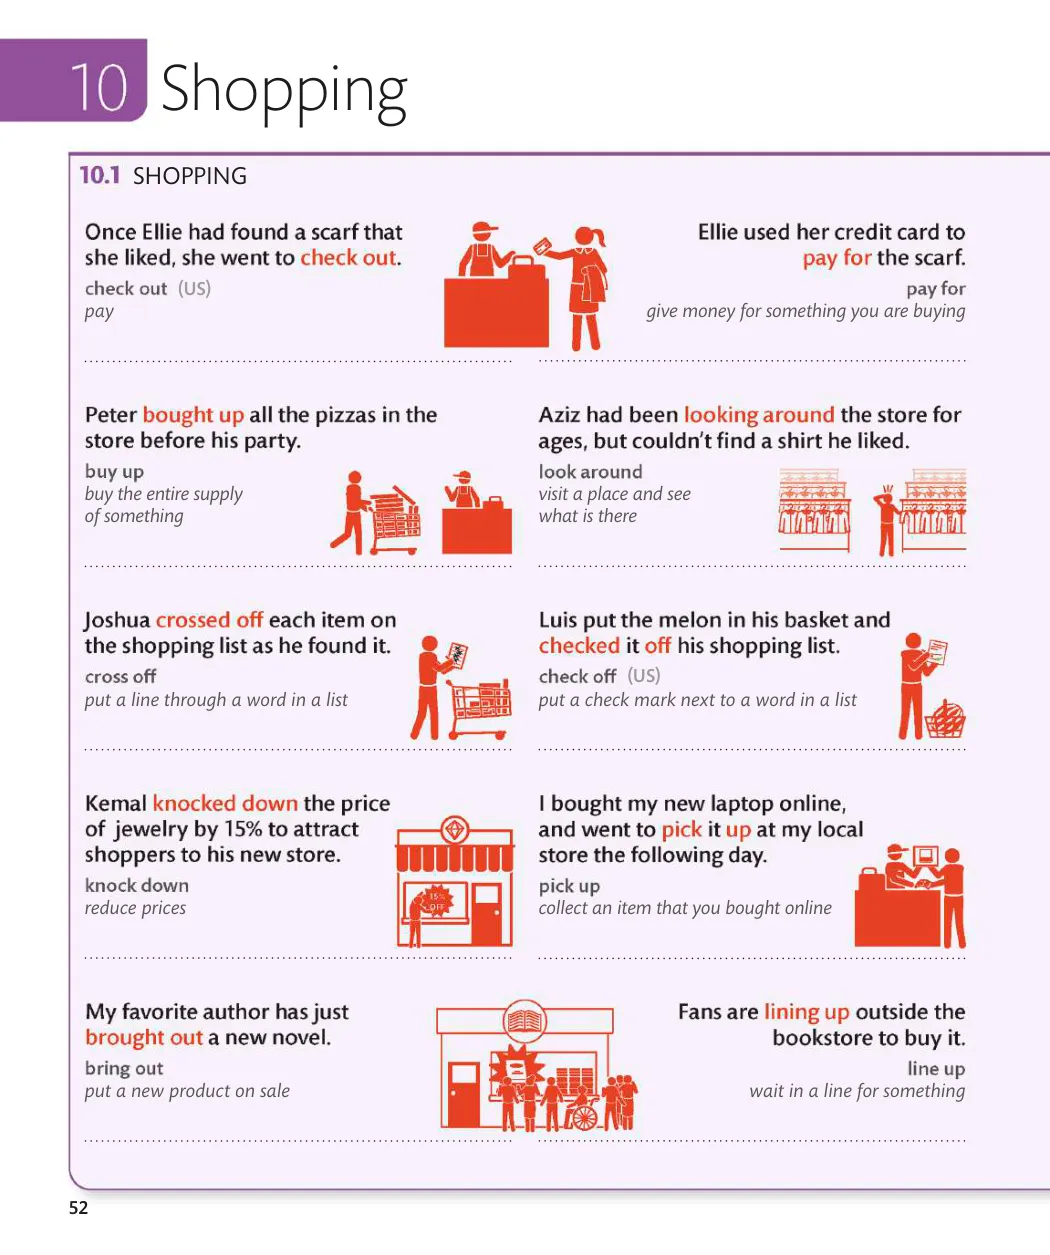 10 Shopping
10.1 SHOPPING
Once Ellie had found a scarf that
she liked, she went to check out.
check out (US)
pay
Ellie used her credit card to
pay for the scarf.
pay for
give money for something you are buying
Peter bought up all the pizzas in the
store before his party.
buy up
buy the entire supply
of something
Aziz had been looking around the store for
ages, but couldn't find a shirt he liked.
look around
visit a place and see
what is there
Joshua crossed off each item on
the shopping list as he found it.
cross off
put a line through a word in a list
Luis put the melon in his basket and
checked it off his shopping list.
check off (US)
put a check mark next to a word in a list
Kemal knocked down the price
of jewelry by 15% to attract
shoppers to his new store.
knock down
reduce prices
15%
OFF
I bought my new laptop online,
and went to pick it up at my local
store the following day.
pick up
collect an item that you bought online
My favorite author has just
brought out a new novel.
bring out
put a new product on sale
Fans are lining up outside the
bookstore to buy it.
line up
wait in a line for something
52